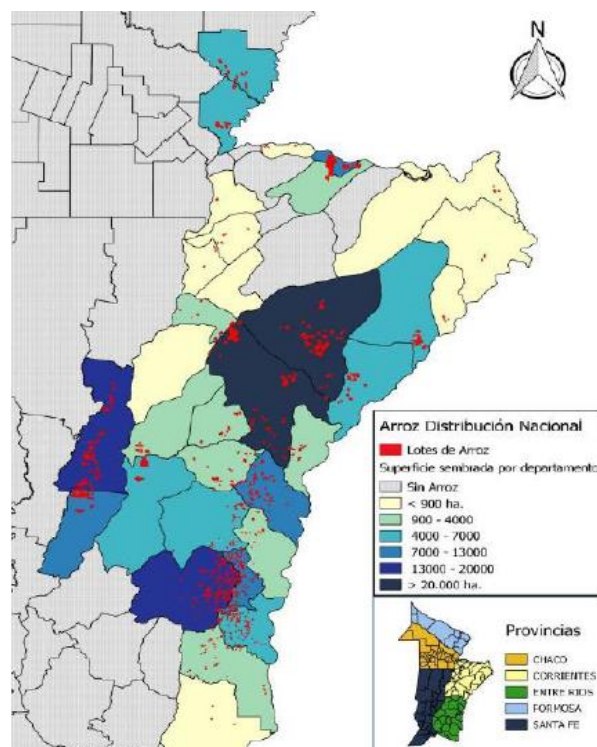 N
Arroz Distribución Nacional
Lotes de Arroz
Superficie sembrada por departamento
Sin Arroz
< 900 ha.
900 - 4000
4000 - 7000
7000 - 13000
13000 - 20000
> 20.000 ha.
Provincias
CHACO
CORRIENTES
ENTRE RIOS
FORMOSA
SANTA FE